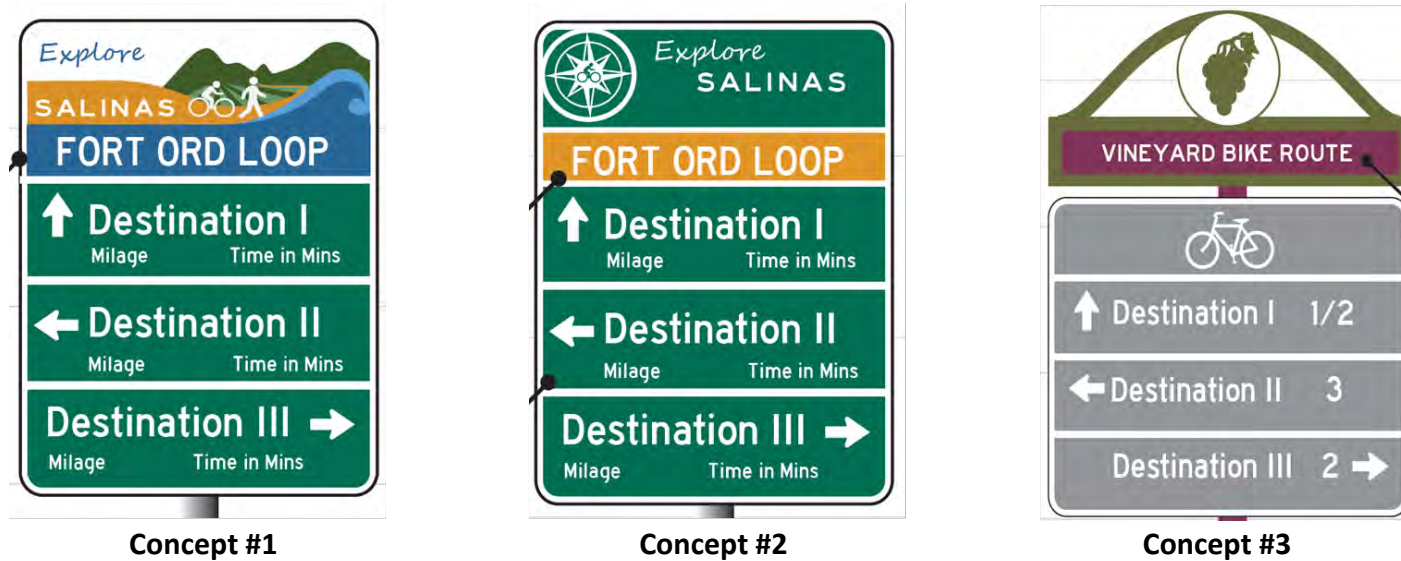 Explore
SALINAS
FORT ORD LOOP
Destination I
Milage Time in Mins
Destination II
Milage Time in Mins
Destination III
Milage Time in Mins
Concept #1
Explore
SALINAS
FORT ORD LOOP
Destination I
Milage Time in Mins
Destination II
Milage Time in Mins
Destination III
Milage Time in Mins
Concept #2
VINEYARD BIKE ROUTE
Destination I 1/2
Destination II 3
Destination III 2
Concept #3